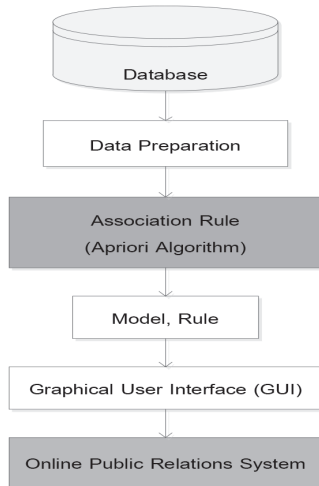 Database
Data Preparation
Association Rule
(Apriori Algorithm)
Model, Rule
Graphical User Interface (GUI)
Online Public Relations System